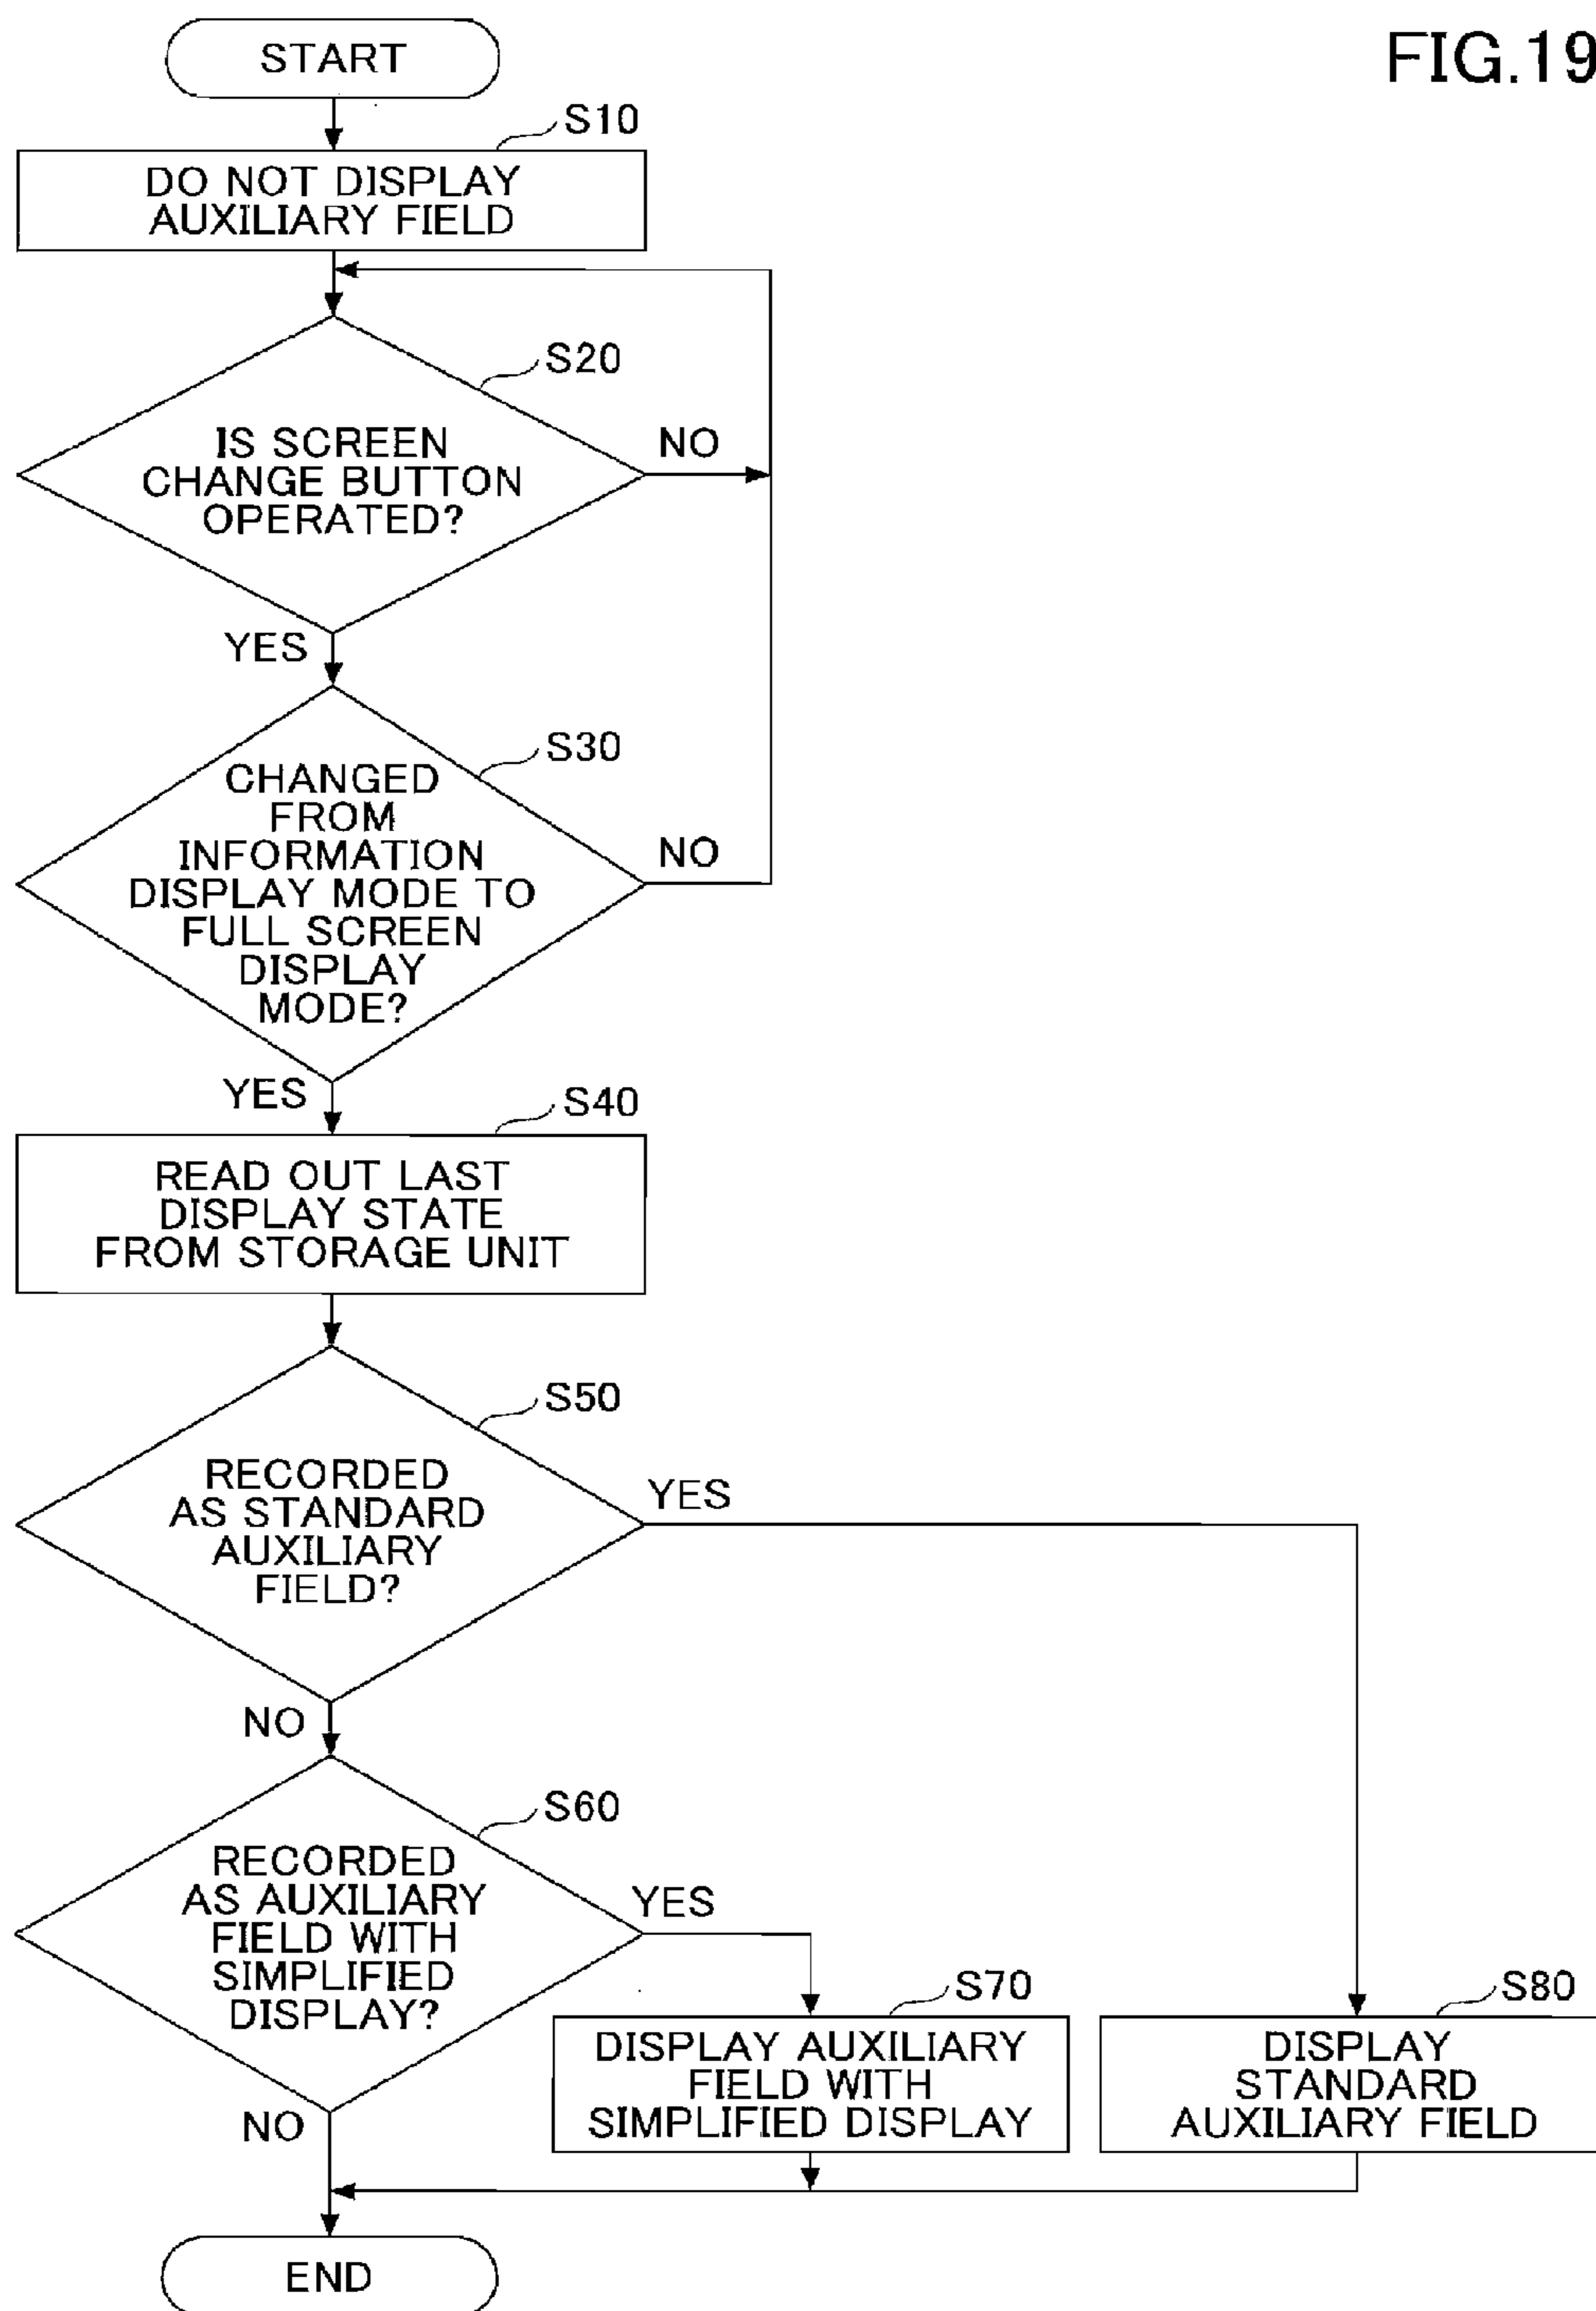 FIG.19
START
S10
DO NOT DISPLAY
AUXILIARY FIELD
S20
IS SCREEN
CHANGE BUTTON
OPERATED?
NO
YES
S30
CHANGED
FROM
INFORMATION
DISPLAY MODE TO
FULL SCREEN
DISPLAY
MODE?
NO
YES
S40
READ OUT LAST
DISPLAY STATE
FROM STORAGE UNIT
S50
RECORDED
AS STANDARD
AUXILIARY
FIELD?
YES
NO
S60
RECORDED
AS AUXILIARY
FIELD WITH
SIMPLIFIED
DISPLAY?
YES
NO
S70
DISPLAY AUXILIARY
FIELD WITH
SIMPLIFIED DISPLAY
S80
DISPLAY
STANDARD
AUXILIARY FIELD
END